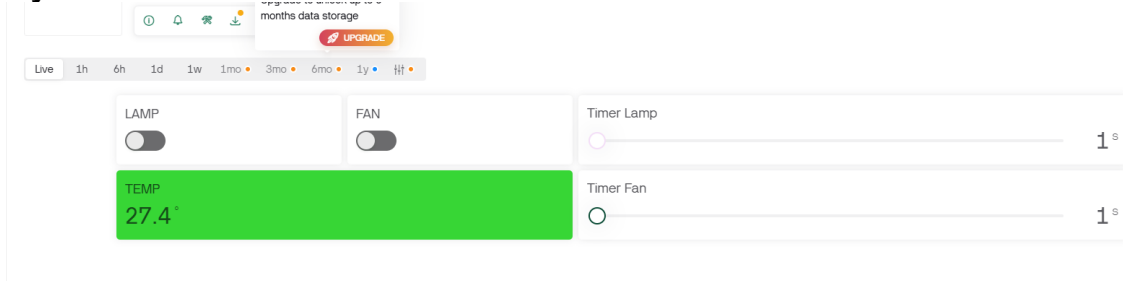 months data storage
UPGRADE
Live 1h 6h 1d 1w 1mo 3mo 6mo 1y
LAMP
FAN
Timer Lamp
1 s
TEMP
27.4°
Timer Fan
1 s